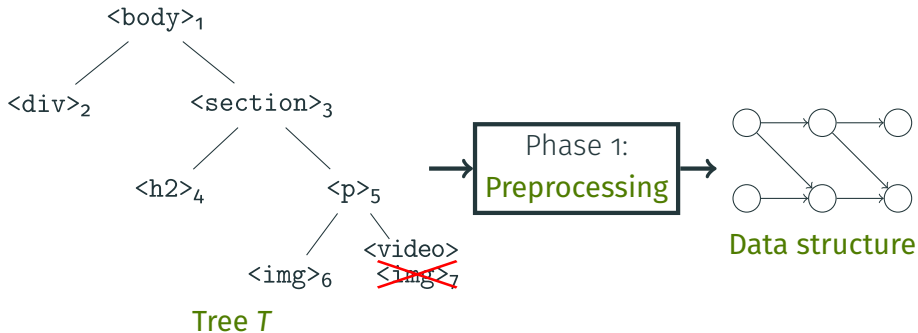 <body>1
<div>2 <section>3
<h2>4 <p>5
<video>
<img>6 <img>7
Tree T
Phase 1:
Preprocessing
Data structure